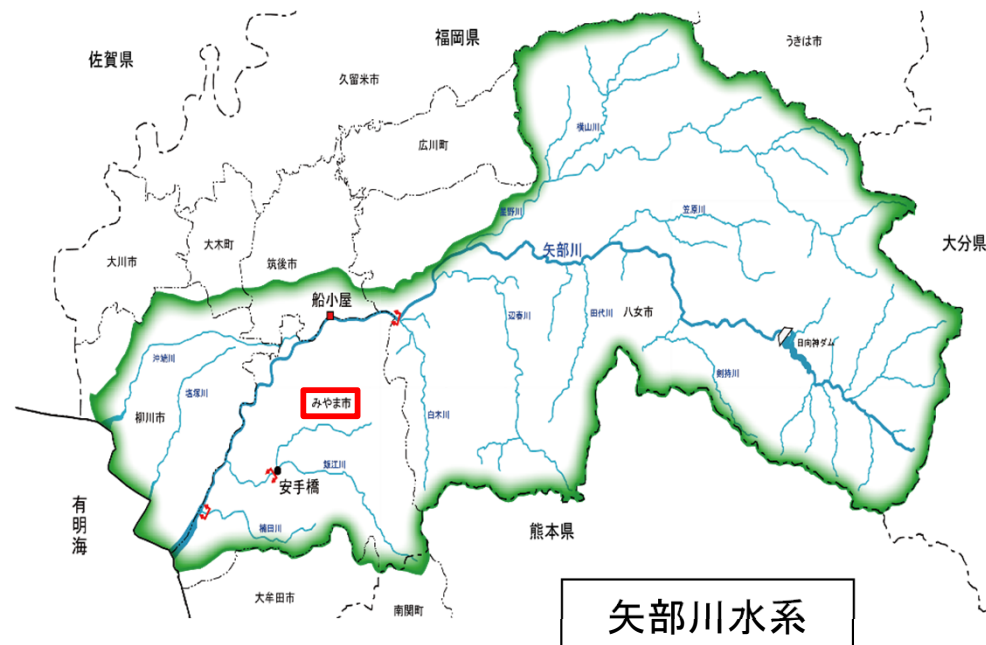 佐賀県
福岡県
うきは市
久留米市
広川町
横山川
星野川
笠原川
大分県
大川市
大木町
筑後市
矢部川
船小屋
辺春川
田代川
八女市
日向神ダム
沖端川
塩塚川
剣持川
柳川市
みやま市
白木川
飯江川
安手橋
楠田川
有明海
熊本県
大牟田市
南関町
矢部川水系